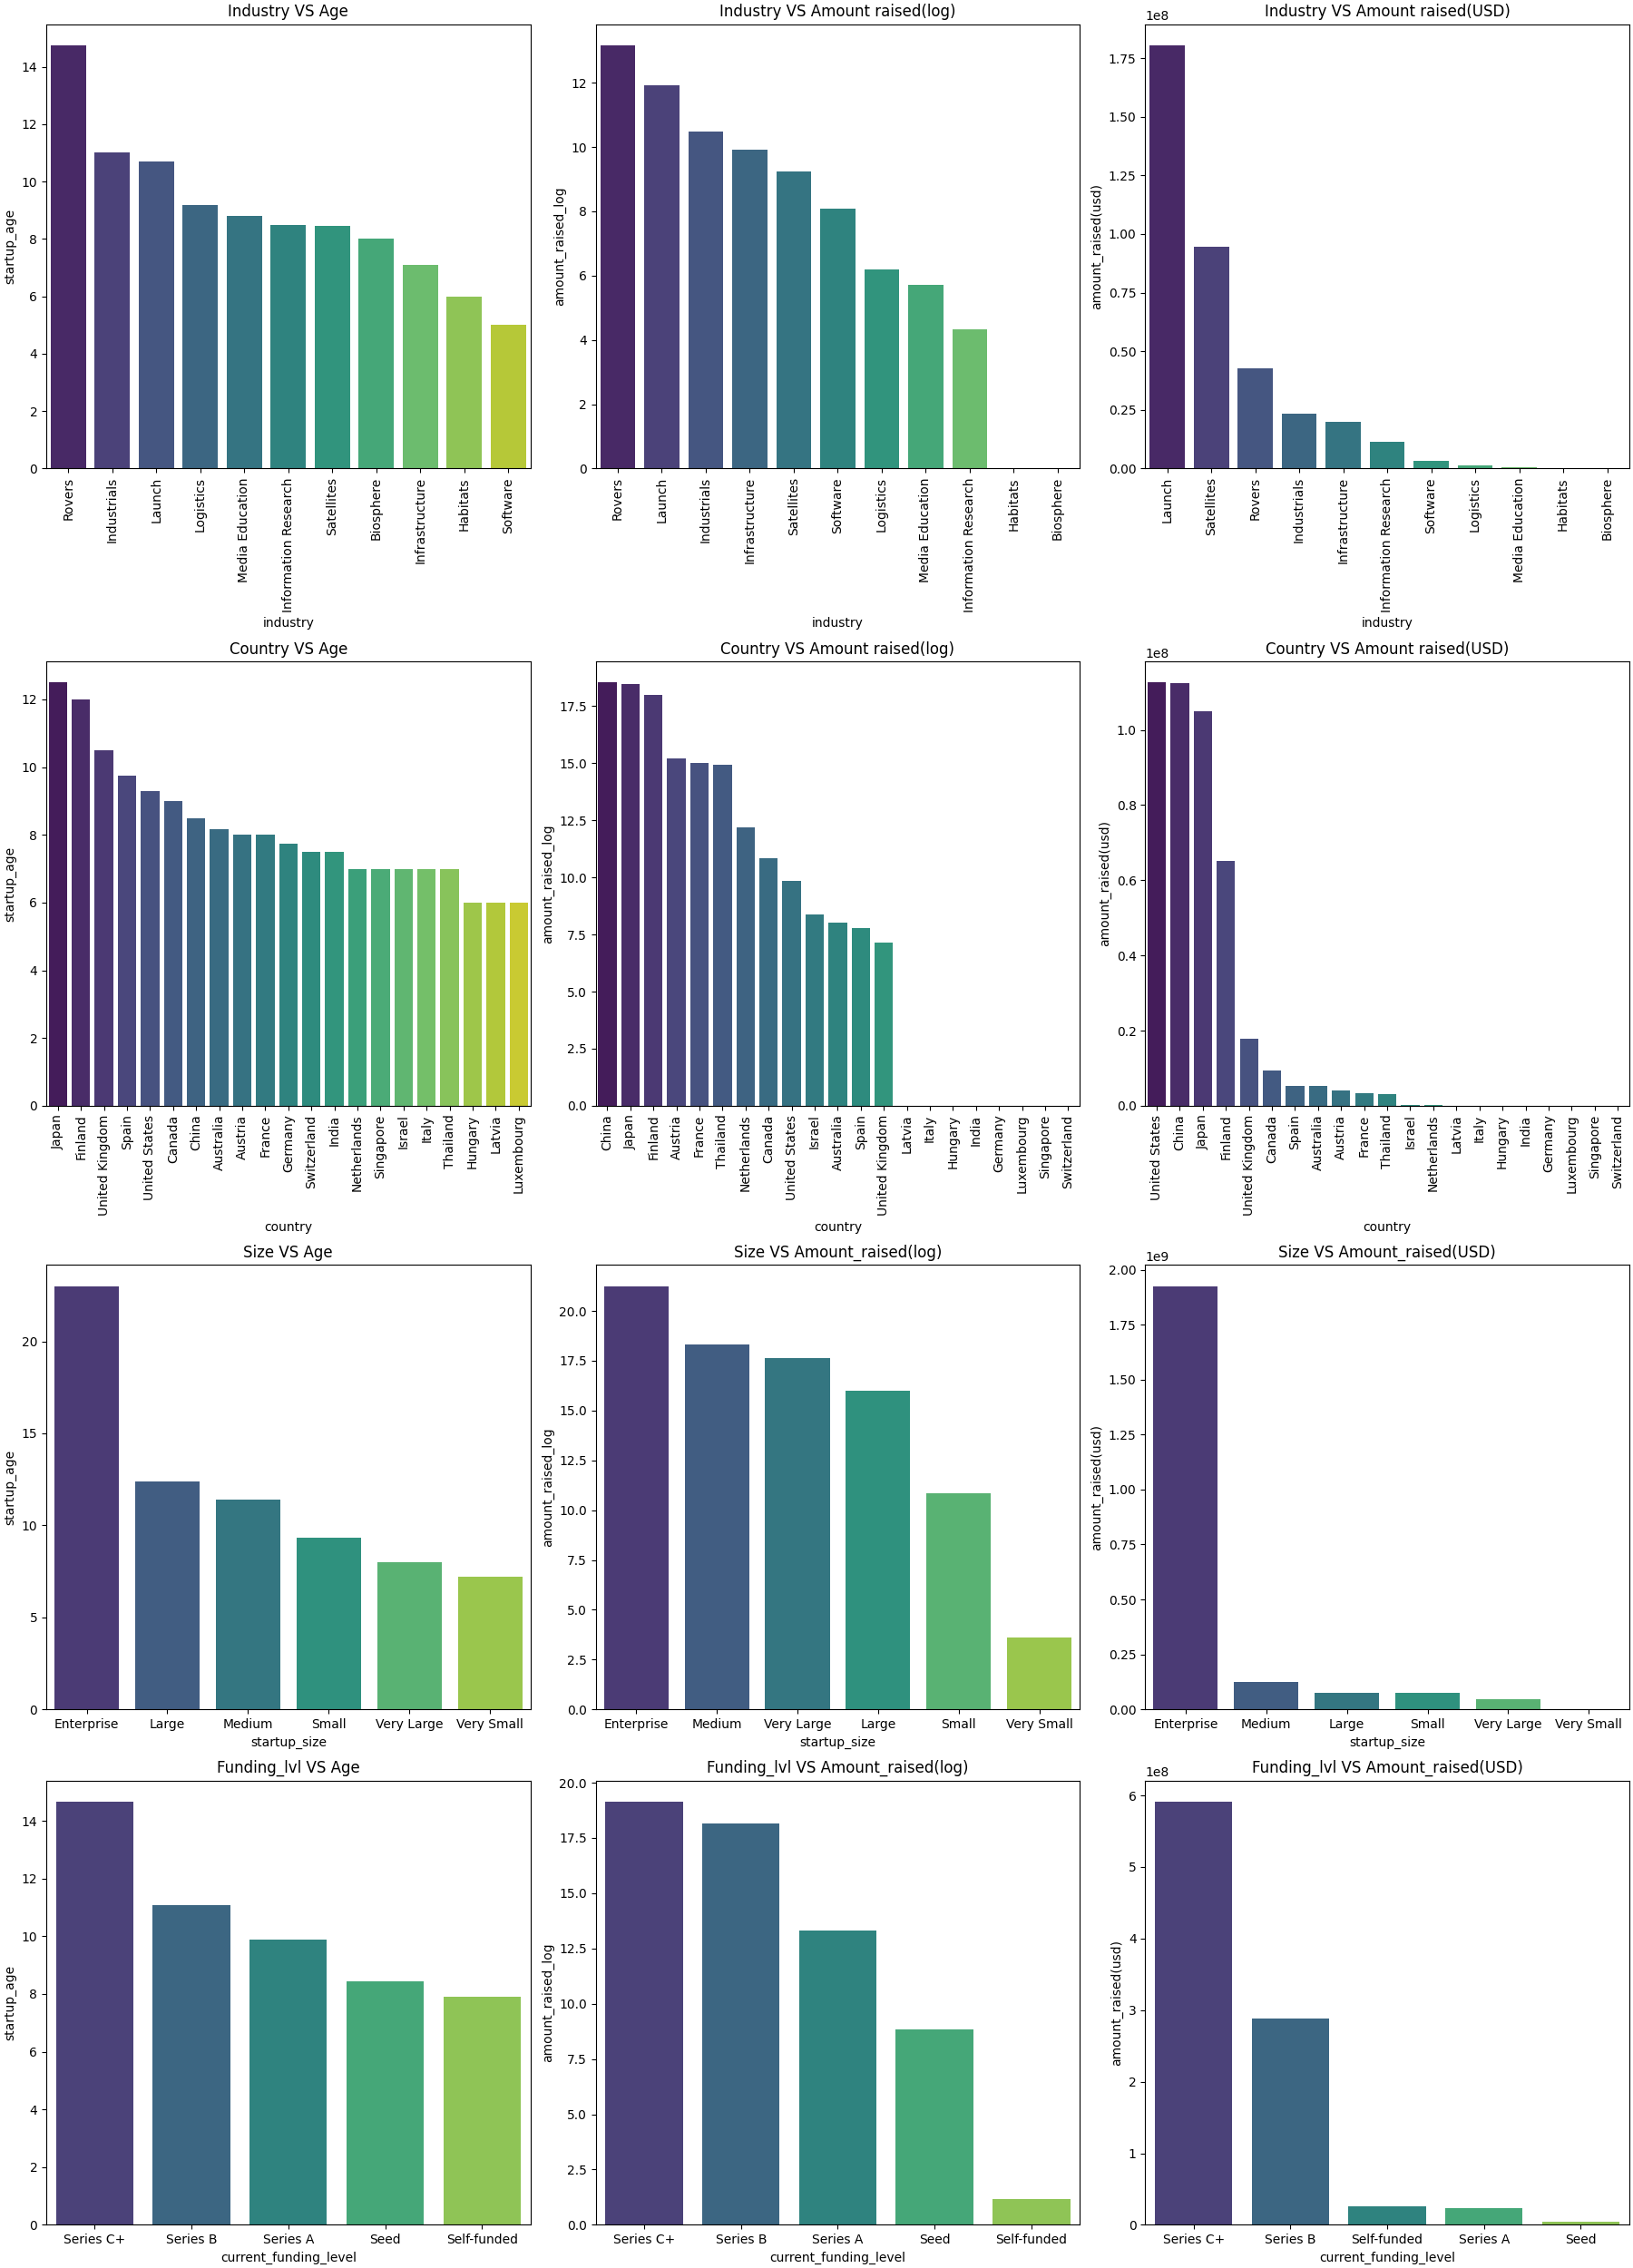 Industry VS Age
startup_age
14
12
10
8
6
4
2
0
Rovers
Industrials
Launch
Logistics
Media Education
Information Research
Satellites
Biosphere
Infrastructure
Habitats
Software
industry
Industry VS Amount raised(log)
amount_raised_log
12
10
8
6
4
2
0
Rovers
Launch
Industrials
Infrastructure
Satellites
Software
Logistics
Media Education
Information Research
Habitats
Biosphere
industry
Industry VS Amount raised(USD)
1e8
amount_raised(usd)
1.75
1.50
1.25
1.00
0.75
0.50
0.25
0.00
Launch
Satellites
Rovers
Industrials
Infrastructure
Information Research
Software
Logistics
Media Education
Habitats
Biosphere
industry
Country VS Age
startup_age
12
10
8
6
4
2
0
Japan
Finland
United Kingdom
Spain
United States
Canada
China
Australia
Austria
France
Germany
Switzerland
India
Netherlands
Singapore
Israel
Italy
Thailand
Hungary
Latvia
Luxembourg
country
Country VS Amount raised(log)
amount_raised_log
17.5
15.0
12.5
10.0
7.5
5.0
2.5
0.0
China
Japan
Finland
Austria
France
Thailand
Netherlands
Canada
United States
Israel
Australia
Spain
United Kingdom
Latvia
Italy
Hungary
India
Germany
Luxembourg
Singapore
Switzerland
country
Country VS Amount raised(USD)
1e8
amount_raised(usd)
1.0
0.8
0.6
0.4
0.2
0.0
United States
China
Japan
Finland
United Kingdom
Canada
Spain
Australia
Austria
France
Thailand
Israel
Netherlands
Latvia
Italy
Hungary
India
Germany
Luxembourg
Singapore
Switzerland
country
Size VS Age
startup_age
20
15
10
5
0
Enterprise Large Medium Small Very Large Very Small
startup_size
Size VS Amount_raised(log)
amount_raised_log
20.0
17.5
15.0
12.5
10.0
7.5
5.0
2.5
0.0
Enterprise Medium Very Large Large Small Very Small
startup_size
Size VS Amount_raised(USD)
1e9
amount_raised(usd)
2.00
1.75
1.50
1.25
1.00
0.75
0.50
0.25
0.00
Enterprise Medium Large Small Very Large Very Small
startup_size
Funding_lvl VS Age
startup_age
14
12
10
8
6
4
2
0
Series C+ Series B Series A Seed Self-funded
current_funding_level
Funding_lvl VS Amount_raised(log)
amount_raised_log
20.0
17.5
15.0
12.5
10.0
7.5
5.0
2.5
0.0
Series C+ Series B Series A Seed Self-funded
current_funding_level
Funding_lvl VS Amount_raised(USD)
1e8
amount_raised(usd)
6
5
4
3
2
1
0
Series C+ Series B Self-funded Series A Seed
current_funding_level